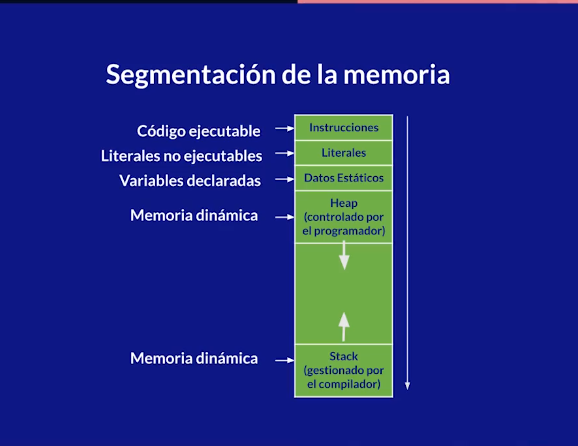 Segmentación de la memoria
Código ejecutable
Instrucciones
Literales no ejecutables
Literales
Variables declaradas
Datos Estáticos
Memoria dinámica
Heap
(controlado por
el programador)
Memoria dinámica
Stack
(gestionado por
el compilador)